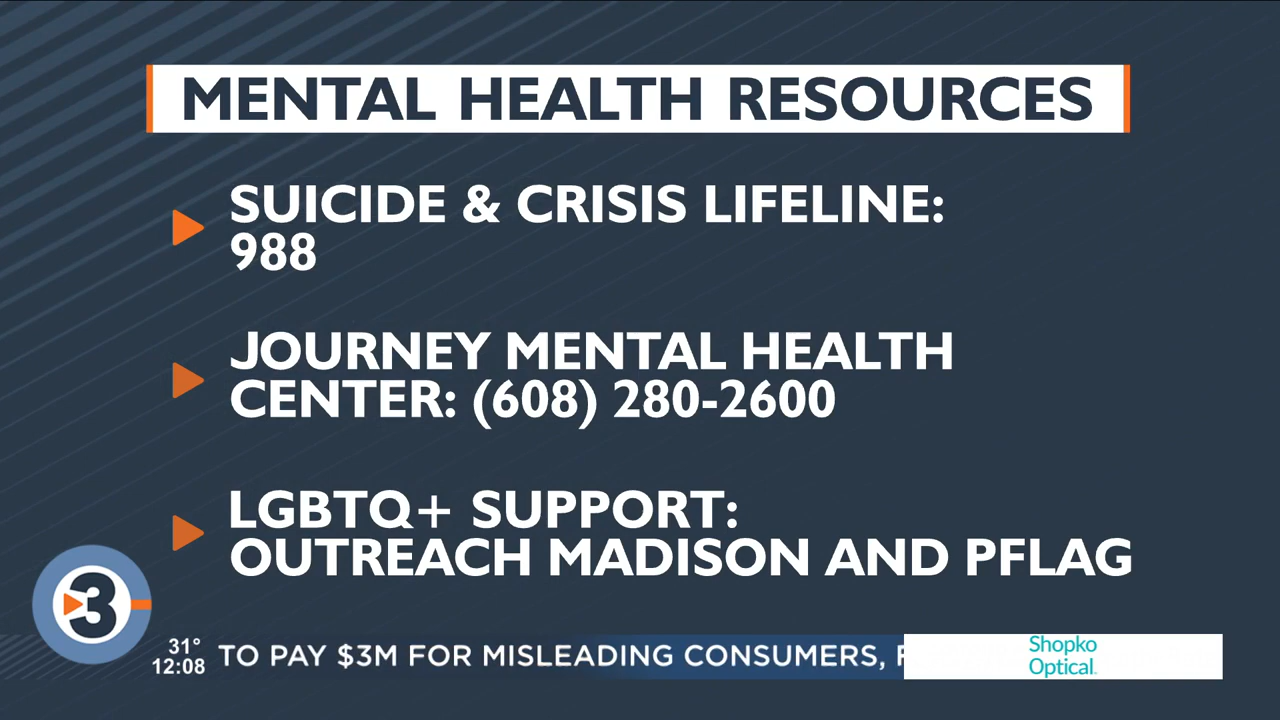 MENTAL HEALTH RESOURCES
SUICIDE & CRISIS LIFELINE:
988
JOURNEY MENTAL HEALTH
CENTER: (608) 280-2600
LGBTQ+ SUPPORT:
OUTREACH MADISON AND PFLAG
3
31°
12:08
TO PAY $3M FOR MISLEADING CONSUMERS,
Shopko
Optical